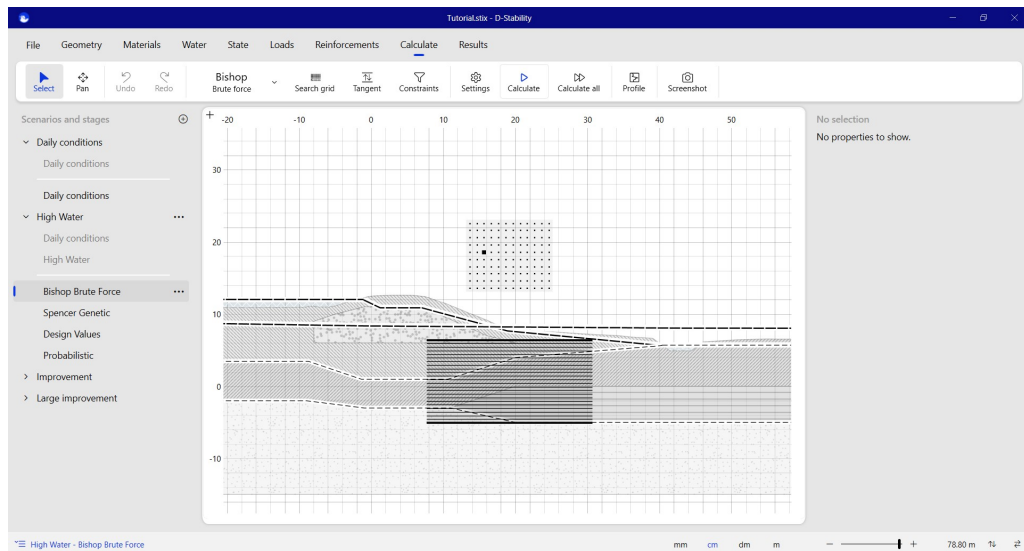 Tutorial.stix - D-Stability
File Geometry Materials Water State Loads Reinforcements Calculate Results
Select Pan Undo Redo Bishop Brute force Search grid Tangent Constraints Settings Calculate Calculate all Profile Screenshot
Scenarios and stages
Daily conditions
Daily conditions
Daily conditions
High Water
Daily conditions
High Water
Bishop Brute Force
Spencer Genetic
Design Values
Probabilistic
Improvement
Large improvement
-20 -10 0 10 20 30 40 50
30
20
10
0
-10
No selection
No properties to show.
High Water - Bishop Brute Force
mm cm dm m
78.80 m